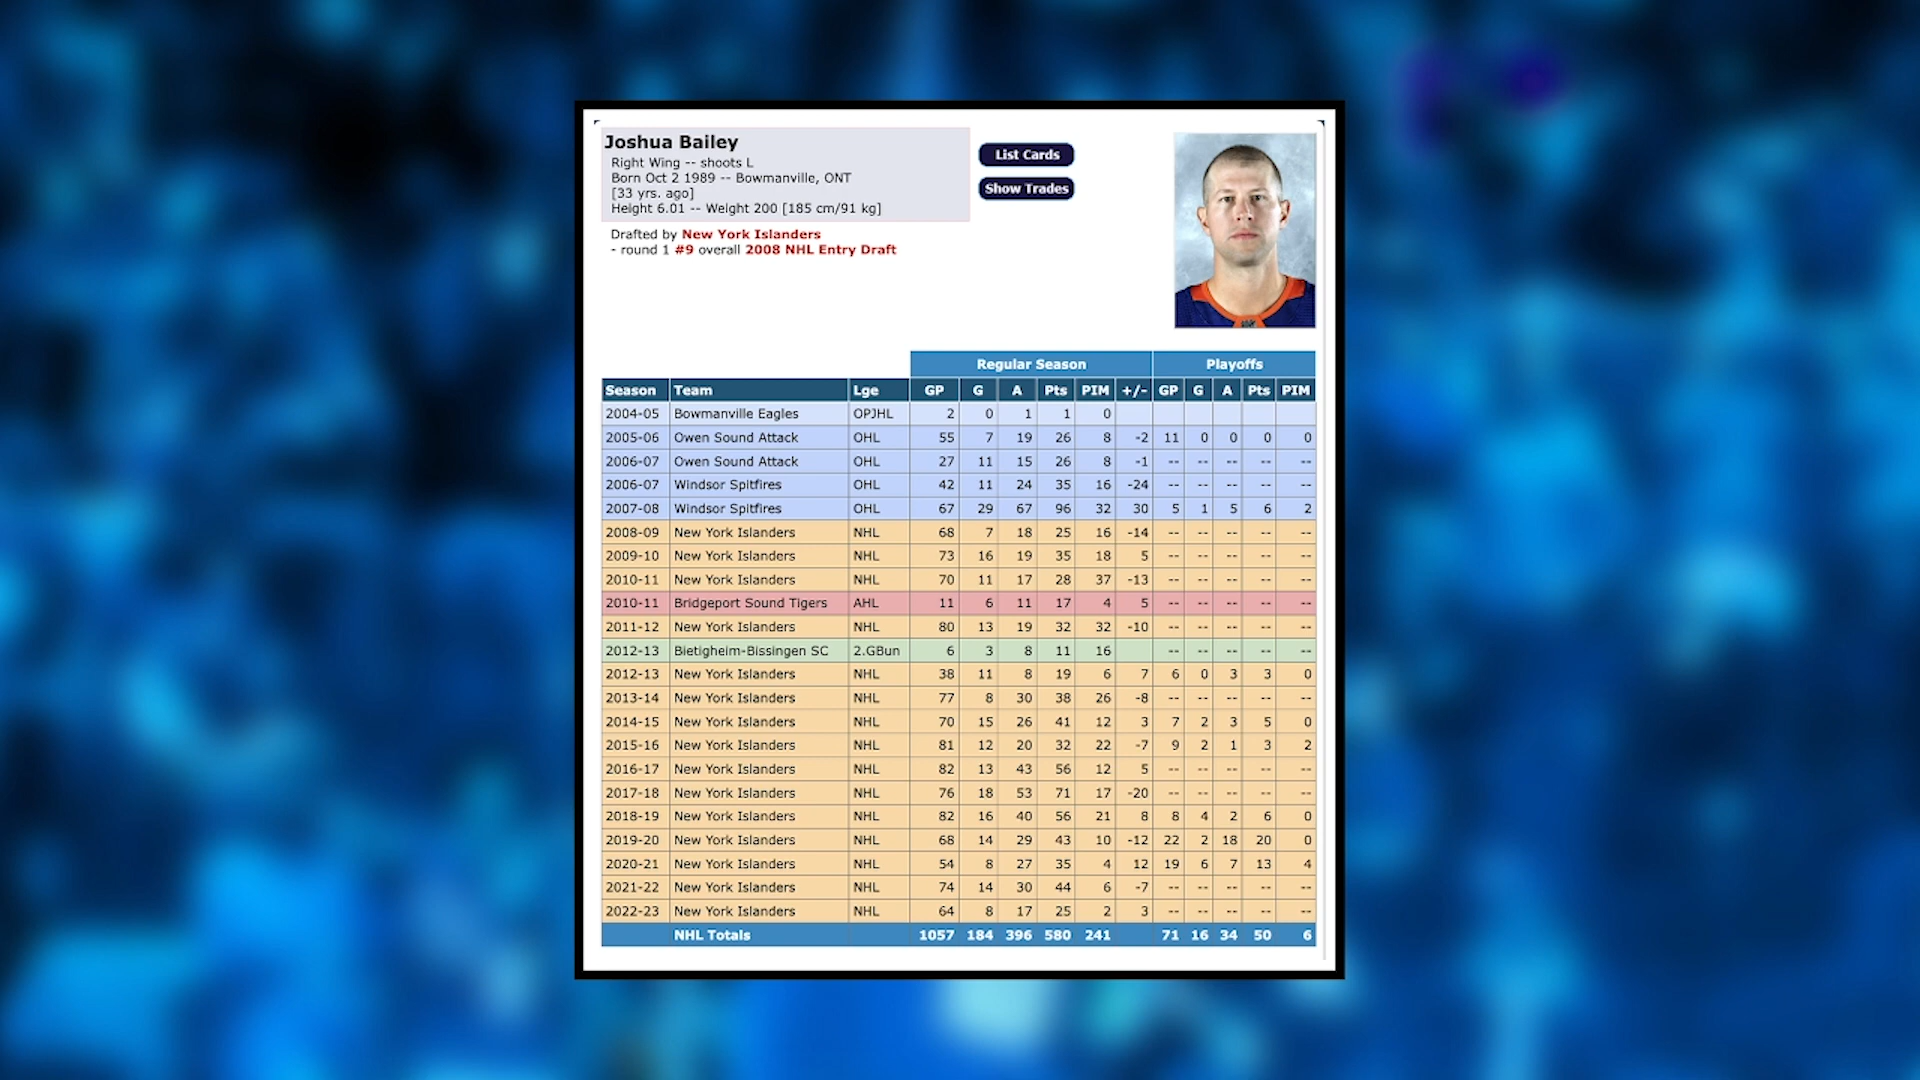 Joshua Bailey
Right Wing -- shoots L
Born Oct 2 1989 -- Bowmanville, ONT
[33 yrs. ago]
Height 6.01 -- Weight 200 [185 cm/91 kg]
List Cards
Show Trades
Drafted by New York Islanders
- round 1 #9 overall 2008 NHL Entry Draft
Regular Season Playoffs
Season Team Lge GP G A Pts PIM +/- GP G A Pts PIM
2004-05 Bowmanville Eagles OPJHL 2 0 1 1 0
2005-06 Owen Sound Attack OHL 55 7 19 26 8 -2 11 0 0 0 0
2006-07 Owen Sound Attack OHL 27 11 15 26 8 -1 -- -- -- -- --
2006-07 Windsor Spitfires OHL 42 11 24 35 16 -24 -- -- -- -- --
2007-08 Windsor Spitfires OHL 67 29 67 96 32 30 5 1 5 6 2
2008-09 New York Islanders NHL 68 7 18 25 16 -14 -- -- -- -- --
2009-10 New York Islanders NHL 73 16 19 35 18 5 -- -- -- -- --
2010-11 New York Islanders NHL 70 11 17 28 37 -13 -- -- -- -- --
2010-11 Bridgeport Sound Tigers AHL 11 6 11 17 4 5 -- -- -- -- --
2011-12 New York Islanders NHL 80 13 19 32 32 -10 -- -- -- -- --
2012-13 Bietigheim-Bissingen SC 2.GBun 6 3 8 11 16 -- -- -- -- --
2012-13 New York Islanders NHL 38 11 8 19 6 7 6 0 3 3 0
2013-14 New York Islanders NHL 77 8 30 38 26 -8 -- -- -- -- --
2014-15 New York Islanders NHL 70 15 26 41 12 3 7 2 3 5 0
2015-16 New York Islanders NHL 81 12 20 32 22 -7 9 2 1 3 2
2016-17 New York Islanders NHL 82 13 43 56 12 5 -- -- -- -- --
2017-18 New York Islanders NHL 76 18 53 71 17 -20 -- -- -- -- --
2018-19 New York Islanders NHL 82 16 40 56 21 8 8 4 2 6 0
2019-20 New York Islanders NHL 68 14 29 43 10 -12 22 2 18 20 0
2020-21 New York Islanders NHL 54 8 27 35 4 12 19 6 7 13 4
2021-22 New York Islanders NHL 74 14 30 44 6 -7 -- -- -- -- --
2022-23 New York Islanders NHL 64 8 17 25 2 3 -- -- -- -- --
NHL Totals 1057 184 396 580 241 71 16 34 50 6